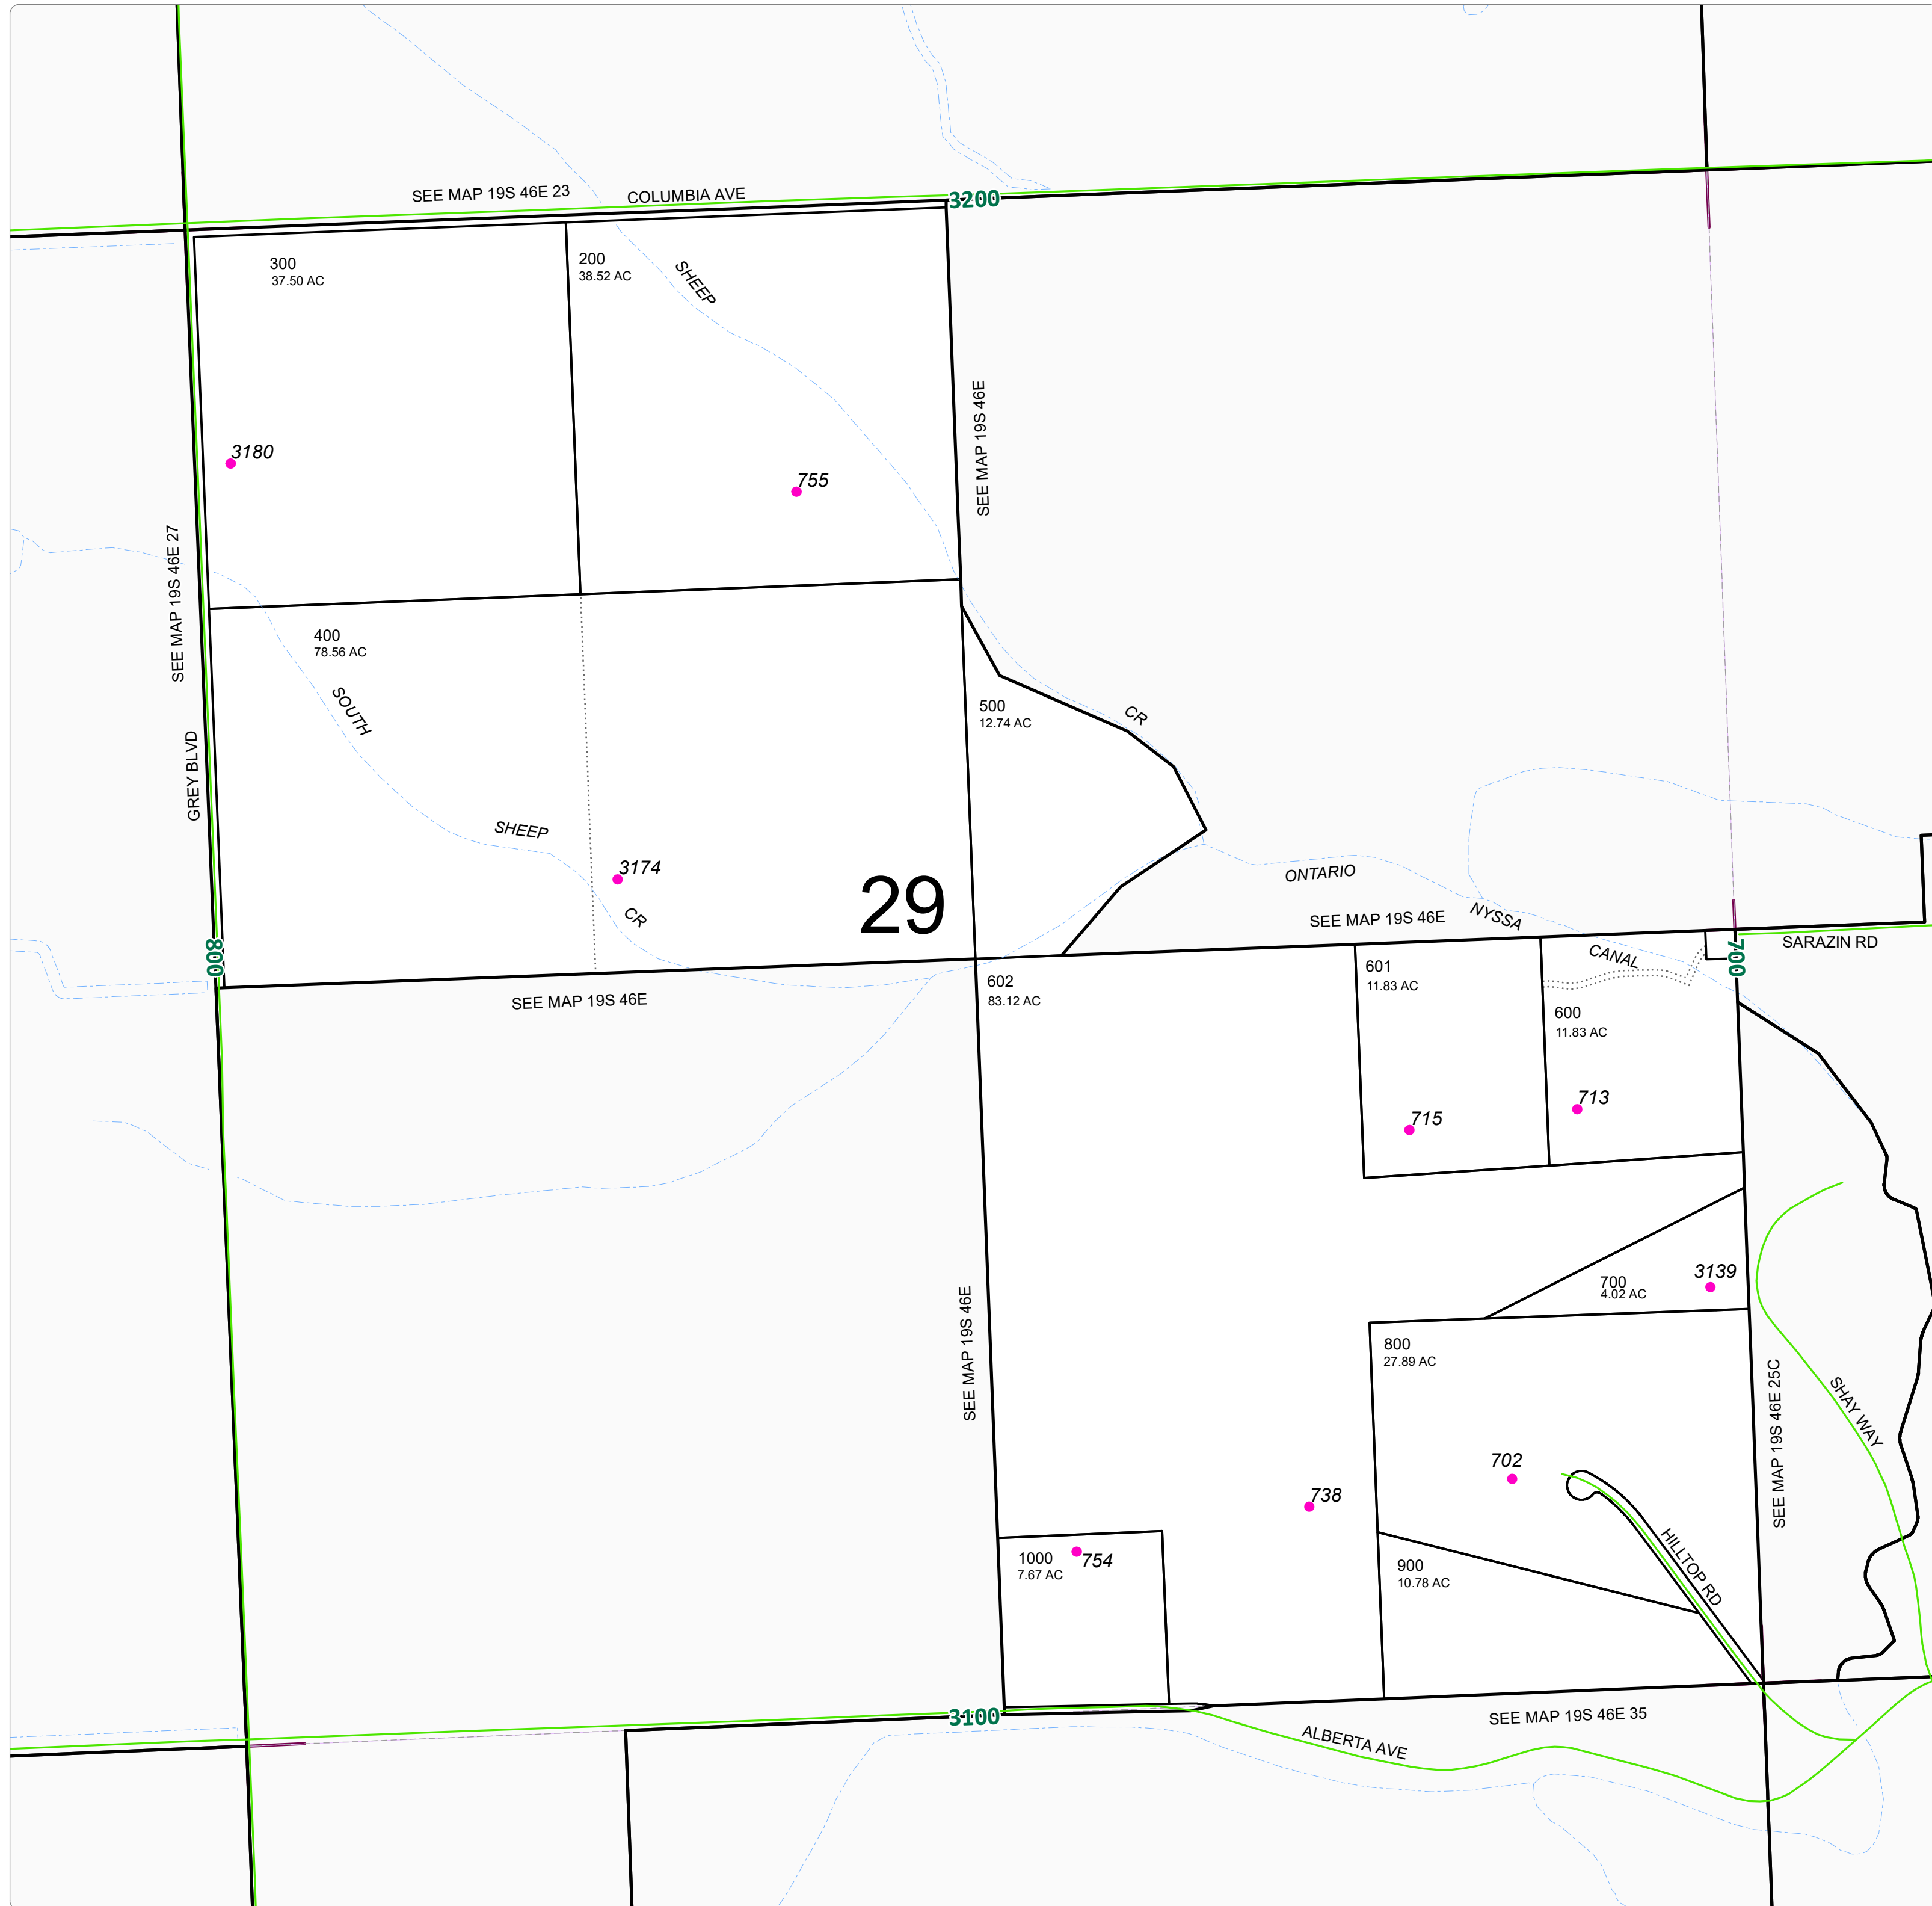 SEE MAP 19S 46E 23
COLUMBIA AVE
3200
300
37.50 AC
200
38.52 AC
SHEEP
3180
755
SEE MAP 19S 46E
SEE MAP 19S 46E 27
400
78.56 AC
SOUTH
500
12.74 AC
CR
GREY BLVD
SHEEP
3174
CR
29
ONTARIO
NYSSA
CANAL
SEE MAP 19S 46E
SARAZIN RD
800
700
SEE MAP 19S 46E
602
83.12 AC
601
11.83 AC
600
11.83 AC
715
713
3139
700
4.02 AC
SEE MAP 19S 46E
800
27.89 AC
SEE MAP 19S 46E 25C
SHAY WAY
702
738
HILLTOP RD
1000
7.67 AC
754
900
10.78 AC
3100
SEE MAP 19S 46E 35
ALBERTA AVE